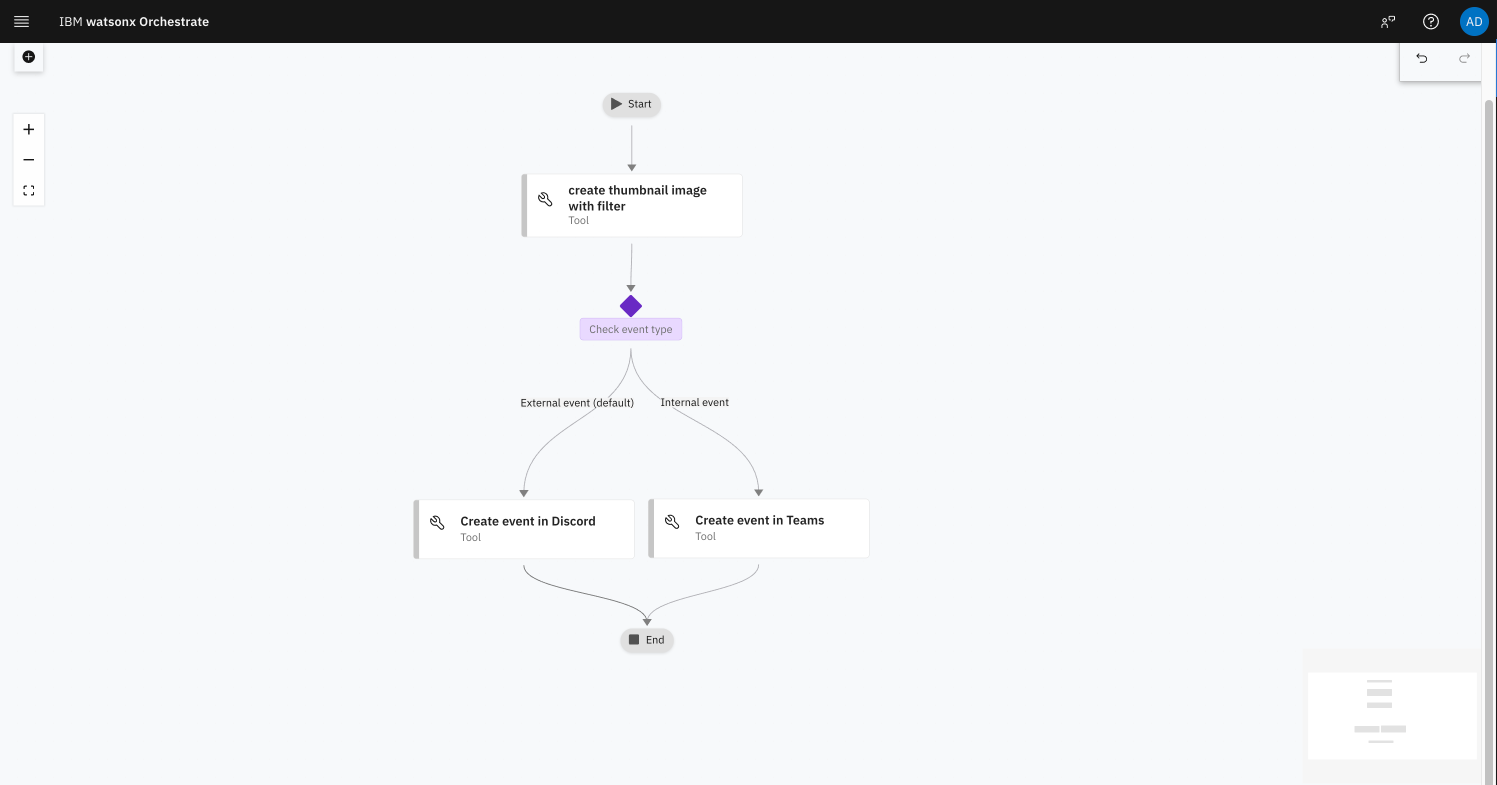 IBM watsonx Orchestrate
AD
Start
create thumbnail image
with filter
Tool
Check event type
External event (default)
Internal event
Create event in Discord
Tool
Create event in Teams
Tool
End